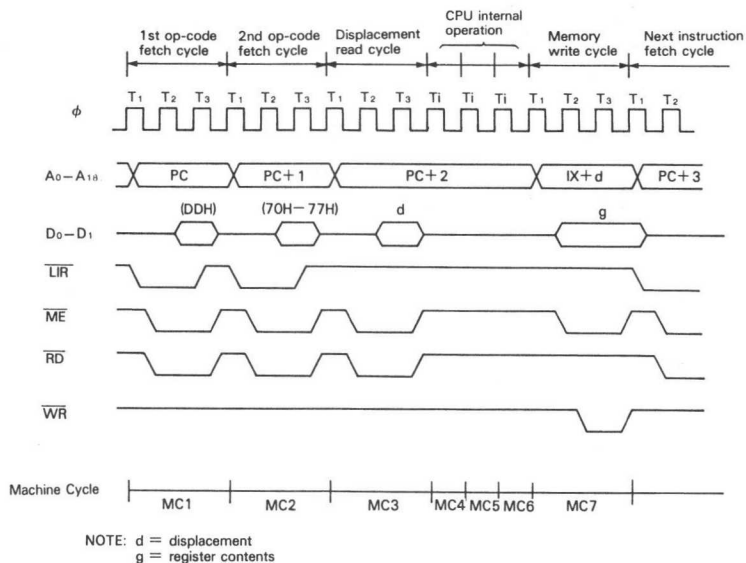 CPU internal
1st op-code 2nd op-code Displacement operation Memory Next instruction
fetch cycle fetch cycle read cycle write cycle fetch cycle
T1 T2 T3 T1 T2 T3 T1 T2 T3 Ti Ti Ti T1 T2 T3 T1 T2
ϕ
A0–A18 PC PC+1 PC+2 IX+d PC+3
(DDH) (70H–77H) d g
D0–D1
LIR
ME
RD
WR
Machine Cycle
MC1 MC2 MC3 MC4 MC5 MC6 MC7
NOTE: d = displacement
g = register contents